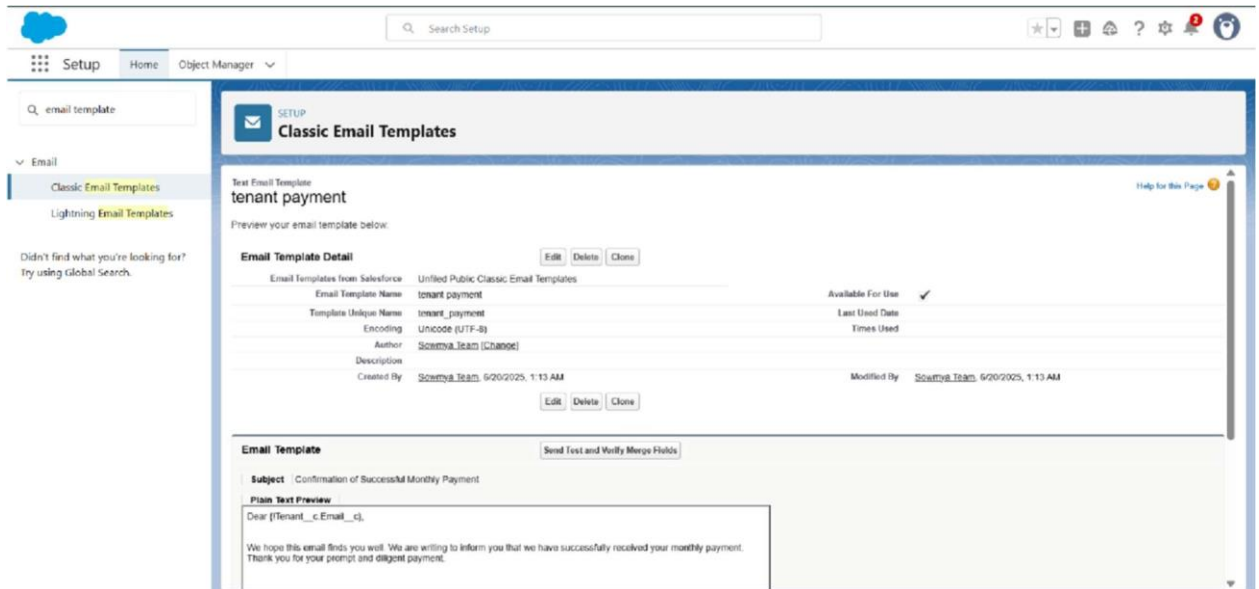 Search Setup
2
Setup Home Object Manager
email template
SETUP
Classic Email Templates
Email
Classic Email Templates
Lightning Email Templates
Didn't find what you're looking for?
Try using Global Search.
Text Email Template
tenant payment
Help for this Page ?
Preview your email template below.
Email Template Detail Edit Delete Clone
Email Templates from Salesforce Unfiled Public Classic Email Templates
Email Template Name tenant payment Available For Use
Template Unique Name tenant_payment Last Used Date
Encoding Unicode (UTF-8) Times Used
Author Sowmya Team [Change]
Description
Created By Sowmya Team, 6/20/2025, 1:13 AM Modified By Sowmya Team, 6/20/2025, 1:13 AM
Edit Delete Clone
Email Template Send Test and Verify Merge Fields
Subject Confirmation of Successful Monthly Payment
Plain Text Preview
Dear {!Tenant__c.Email__c},
We hope this email finds you well. We are writing to inform you that we have successfully received your monthly payment.
Thank you for your prompt and diligent payment.